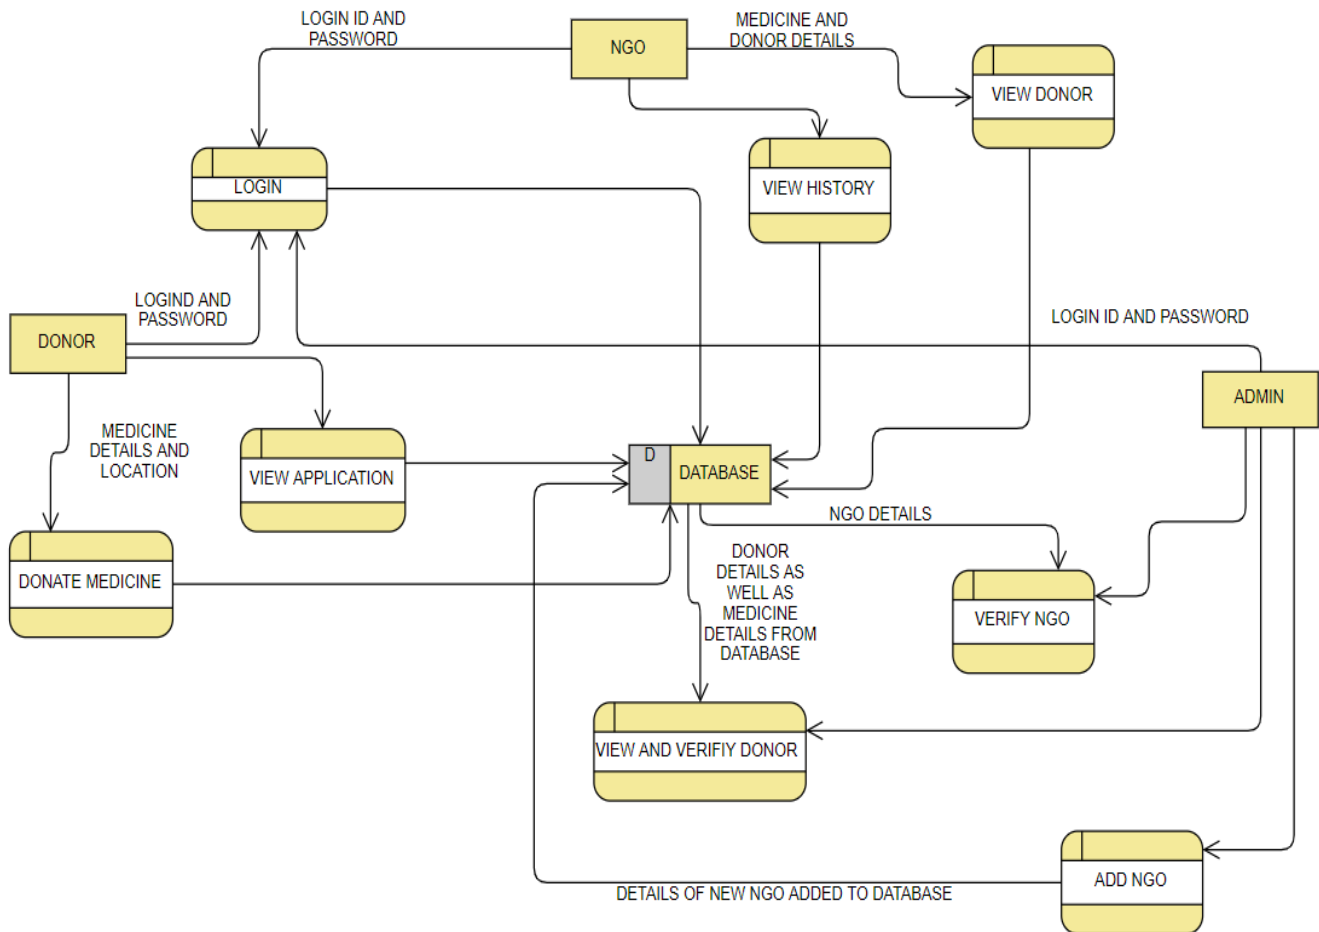 LOGIN ID AND
PASSWORD
NGO
MEDICINE AND
DONOR DETAILS
VIEW DONOR
LOGIN
VIEW HISTORY
LOGIND AND
PASSWORD
DONOR
LOGIN ID AND PASSWORD
ADMIN
MEDICINE
DETAILS AND
LOCATION
VIEW APPLICATION
D
DATABASE
NGO DETAILS
DONATE MEDICINE
DONOR
DETAILS AS
WELL AS
MEDICINE
DETAILS FROM
DATABASE
VERIFY NGO
VIEW AND VERIFIY DONOR
ADD NGO
DETAILS OF NEW NGO ADDED TO DATABASE